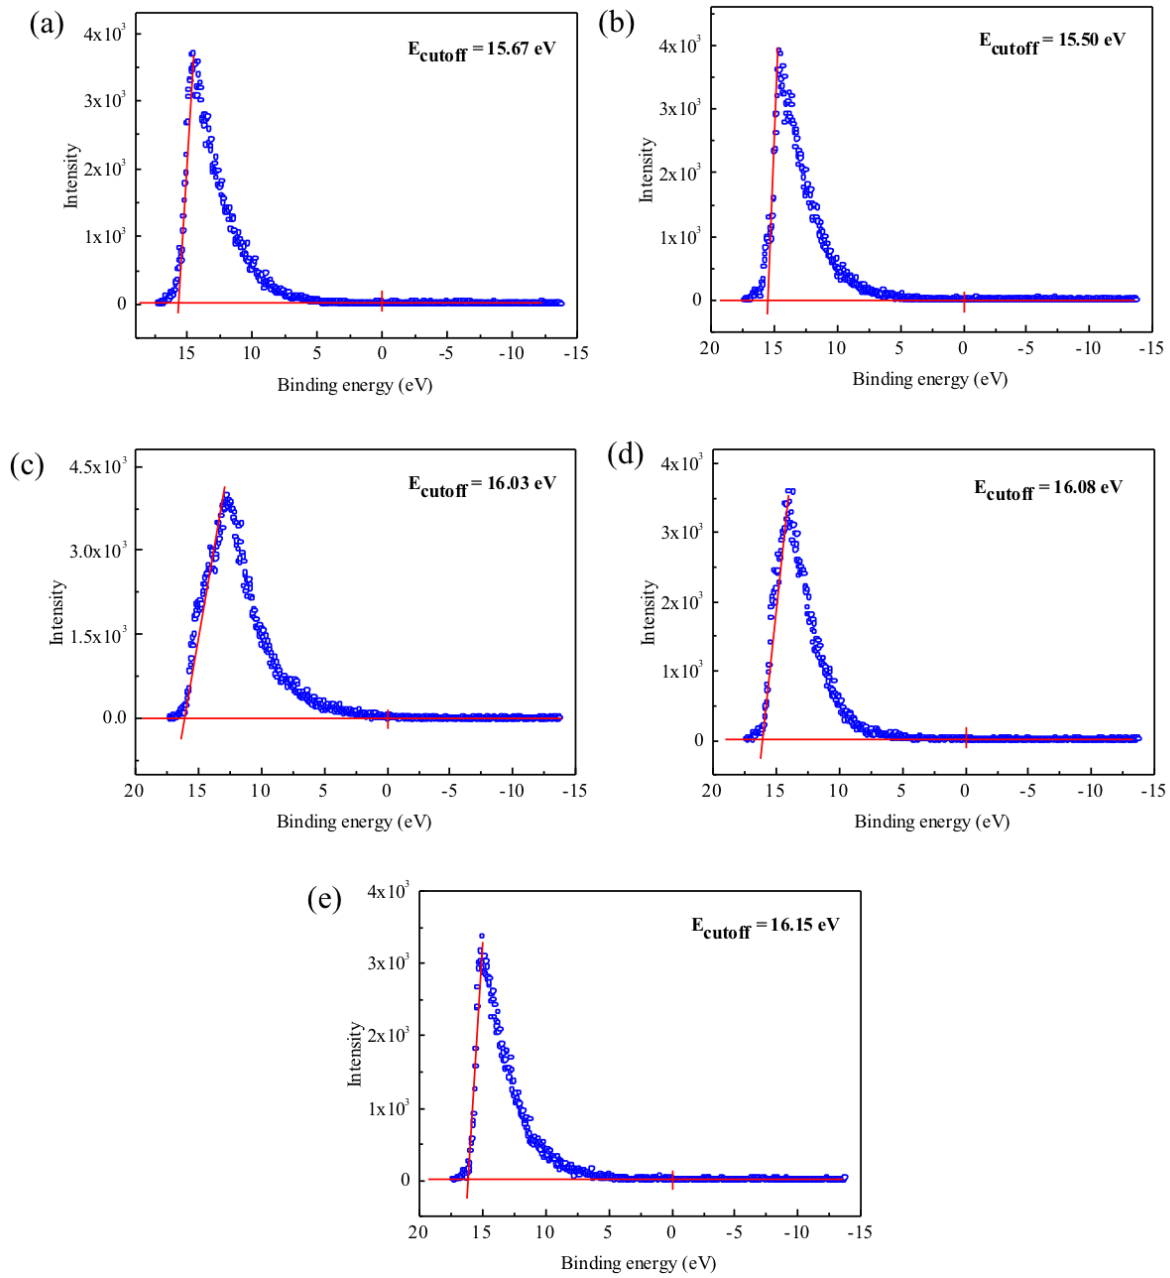 (a)
E_cutoff = 15.67 eV
4x10³
3x10³
2x10³
1x10³
0
Intensity
15 10 5 0 -5 -10 -15
Binding energy (eV)
(b)
E_cutoff = 15.50 eV
4x10³
3x10³
2x10³
1x10³
0
Intensity
20 15 10 5 0 -5 -10 -15
Binding energy (eV)
(c)
E_cutoff = 16.03 eV
4.5x10³
3.0x10³
1.5x10³
0.0
Intensity
20 15 10 5 0 -5 -10 -15
Binding energy (eV)
(d)
E_cutoff = 16.08 eV
4x10³
3x10³
2x10³
1x10³
0
Intensity
20 15 10 5 0 -5 -10 -15
Binding energy (eV)
(e)
E_cutoff = 16.15 eV
4x10³
3x10³
2x10³
1x10³
0
Intensity
20 15 10 5 0 -5 -10 -15
Binding energy (eV)